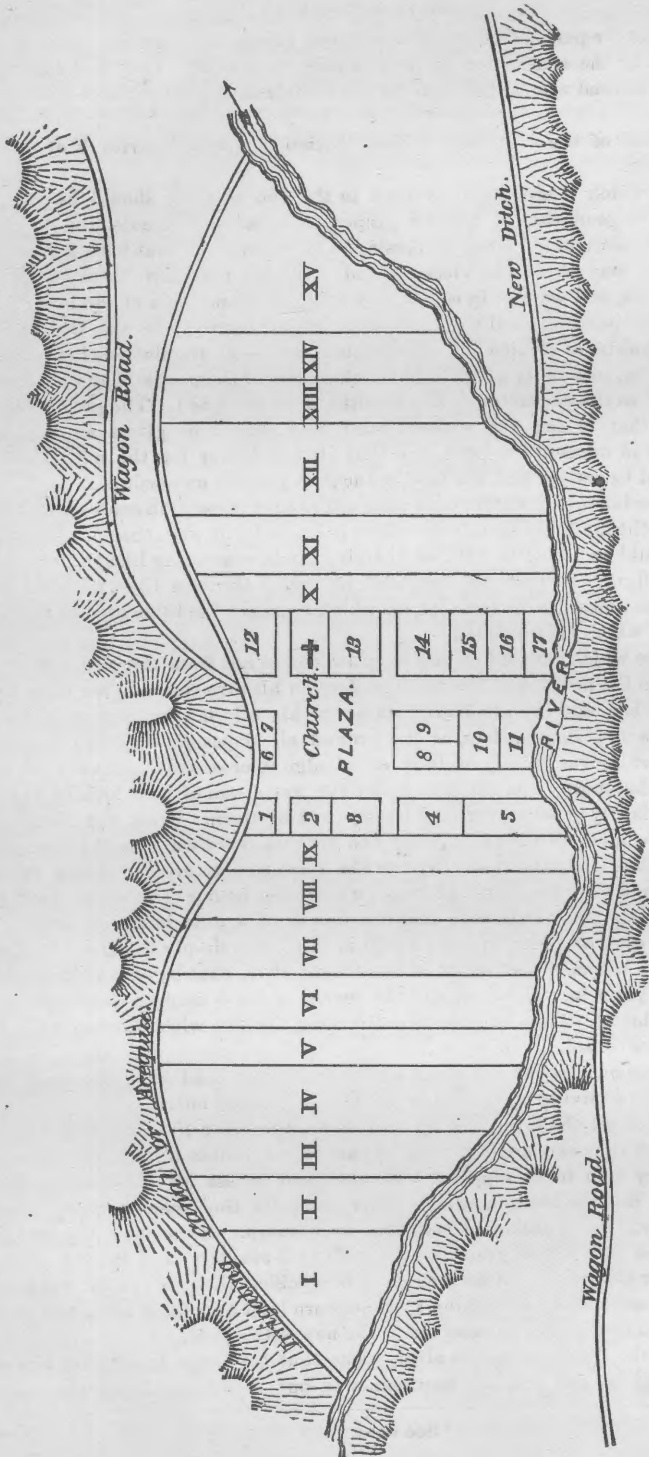 Wagon Road.
Irrigating Canal or Acequia.
I
II
III
IV
V
VI
VII
VIII
IX
1
2
3
4
5
6
7
Church
PLAZA.
8
9
10
11
12
13
14
15
16
17
X
XI
XII
XIII
XIV
XV
RIVER.
New Ditch.
Wagon Road.